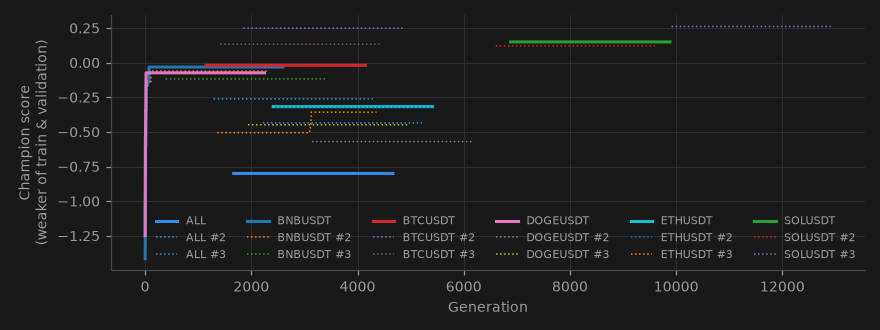 Champion score
(weaker of train & validation)
0.25
0.00
−0.25
−0.50
−0.75
−1.00
−1.25
ALL BNBUSDT BTCUSDT DOGEUSDT ETHUSDT SOLUSDT
ALL #2 BNBUSDT #2 BTCUSDT #2 DOGEUSDT #2 ETHUSDT #2 SOLUSDT #2
ALL #3 BNBUSDT #3 BTCUSDT #3 DOGEUSDT #3 ETHUSDT #3 SOLUSDT #3
0 2000 4000 6000 8000 10000 12000
Generation